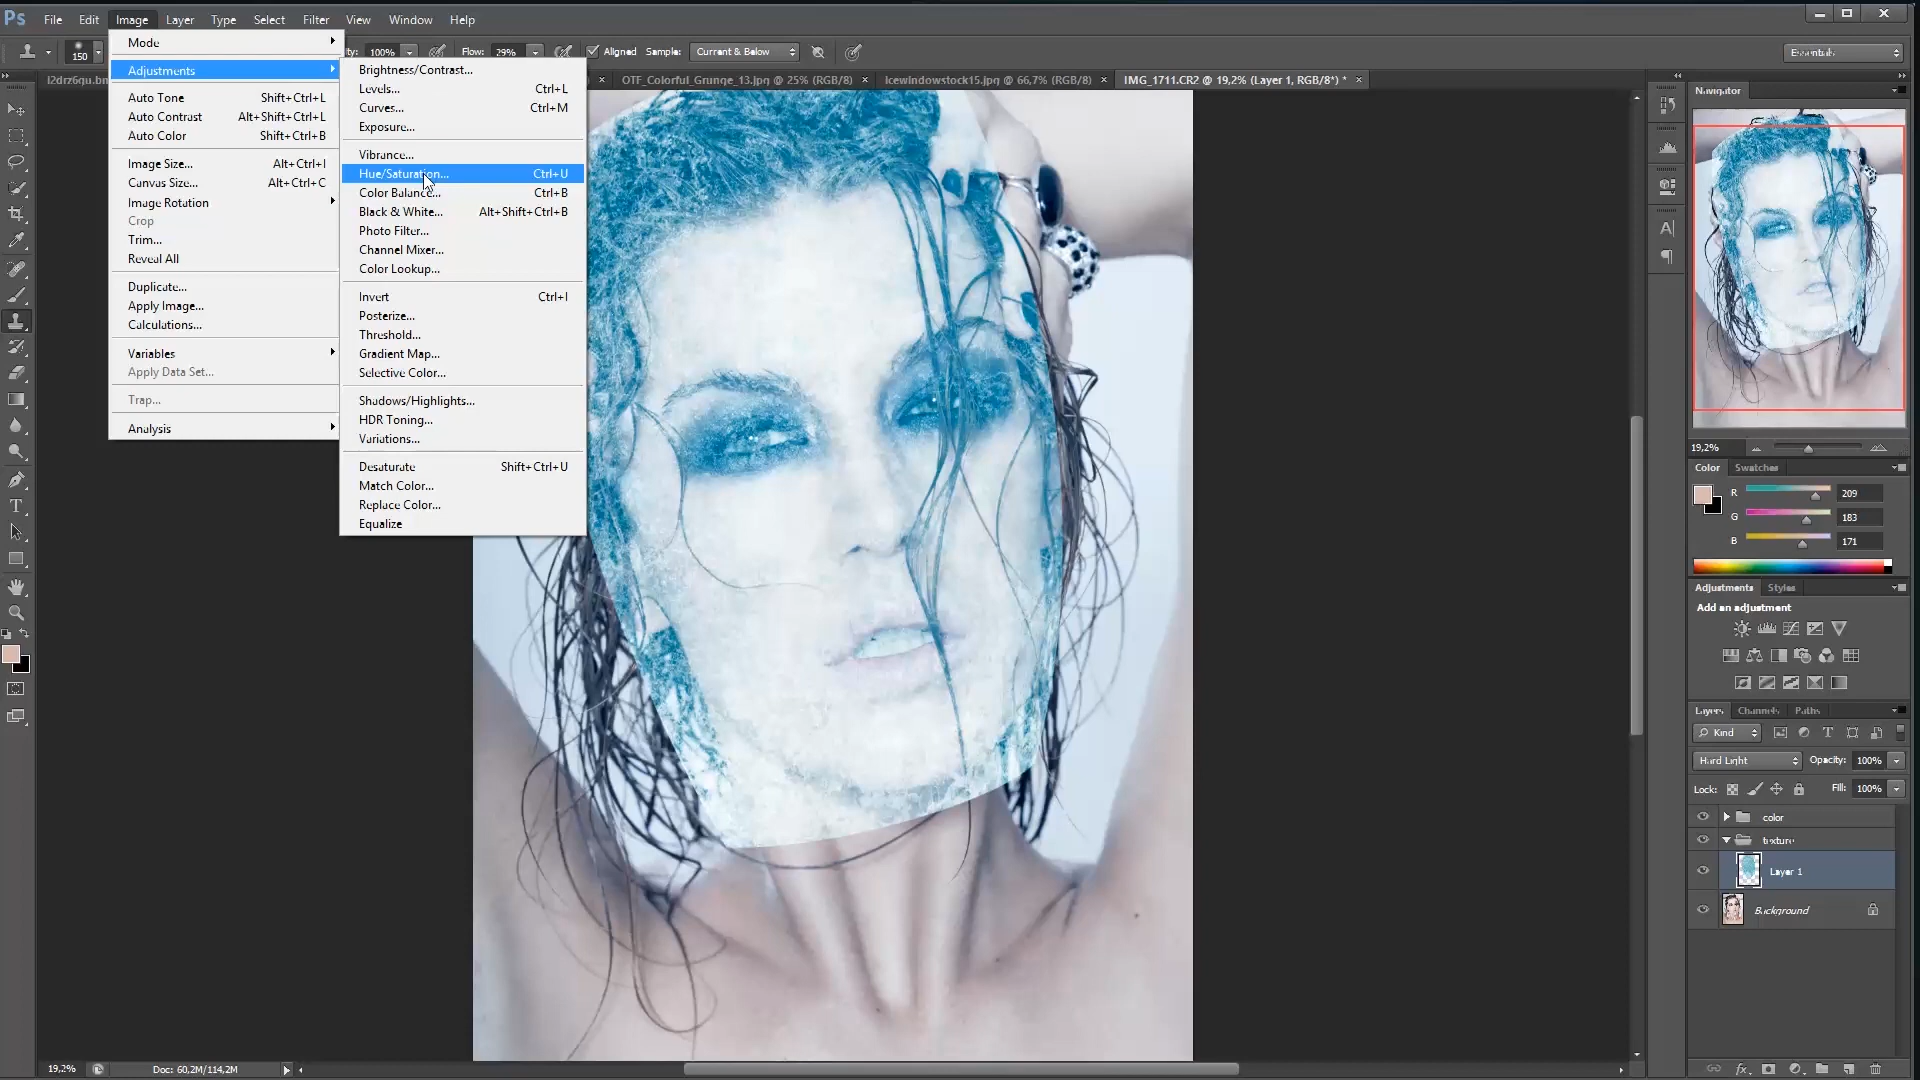 Ps File Edit Image Layer Type Select Filter View Window Help
150 100% Flow: 29% Aligned Sample: Current & Below Essentials
OTF_Colorful_Grunge_13.jpg @ 25% (RGB/8) × icewindowstock15.jpg @ 66,7% (RGB/8) × IMG_1711.CR2 @ 19,2% (Layer 1, RGB/8*) * ×
Mode
Adjustments
Auto Tone Shift+Ctrl+L
Auto Contrast Alt+Shift+Ctrl+L
Auto Color Shift+Ctrl+B
Image Size... Alt+Ctrl+I
Canvas Size... Alt+Ctrl+C
Image Rotation
Crop
Trim...
Reveal All
Duplicate...
Apply Image...
Calculations...
Variables
Apply Data Set...
Trap...
Analysis
Brightness/Contrast...
Levels... Ctrl+L
Curves... Ctrl+M
Exposure...
Vibrance...
Hue/Saturation... Ctrl+U
Color Balance... Ctrl+B
Black & White... Alt+Shift+Ctrl+B
Photo Filter...
Channel Mixer...
Color Lookup...
Invert Ctrl+I
Posterize...
Threshold...
Gradient Map...
Selective Color...
Shadows/Highlights...
HDR Toning...
Variations...
Desaturate Shift+Ctrl+U
Match Color...
Replace Color...
Equalize
Navigator
19,2%
Color Swatches
R 209
G 183
B 171
Adjustments Styles
Add an adjustment
Layers Channels Paths
Kind
Hard Light Opacity: 100%
Lock: Fill: 100%
color
texture
Layer 1
Background
19,2% Doc: 60,2M/114,2M